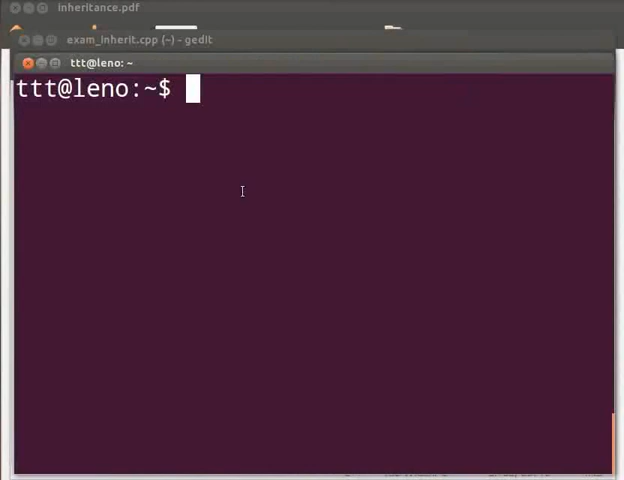 inheritance.pdf
exam_inherit.cpp (~) - gedit
ttt@leno: ~
ttt@leno:~$